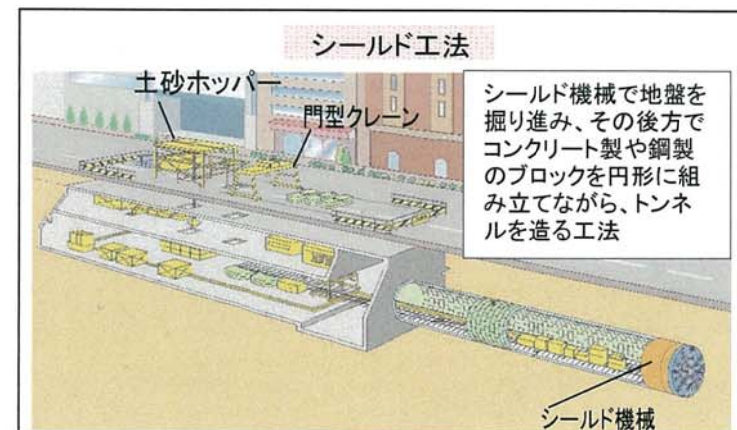 シールド工法
土砂ホッパー
門型クレーン
シールド機械で地盤を
掘り進み、その後方で
コンクリート製や鋼製
のブロックを円形に組
み立てながら、トンネ
ルを造る工法
シールド機械